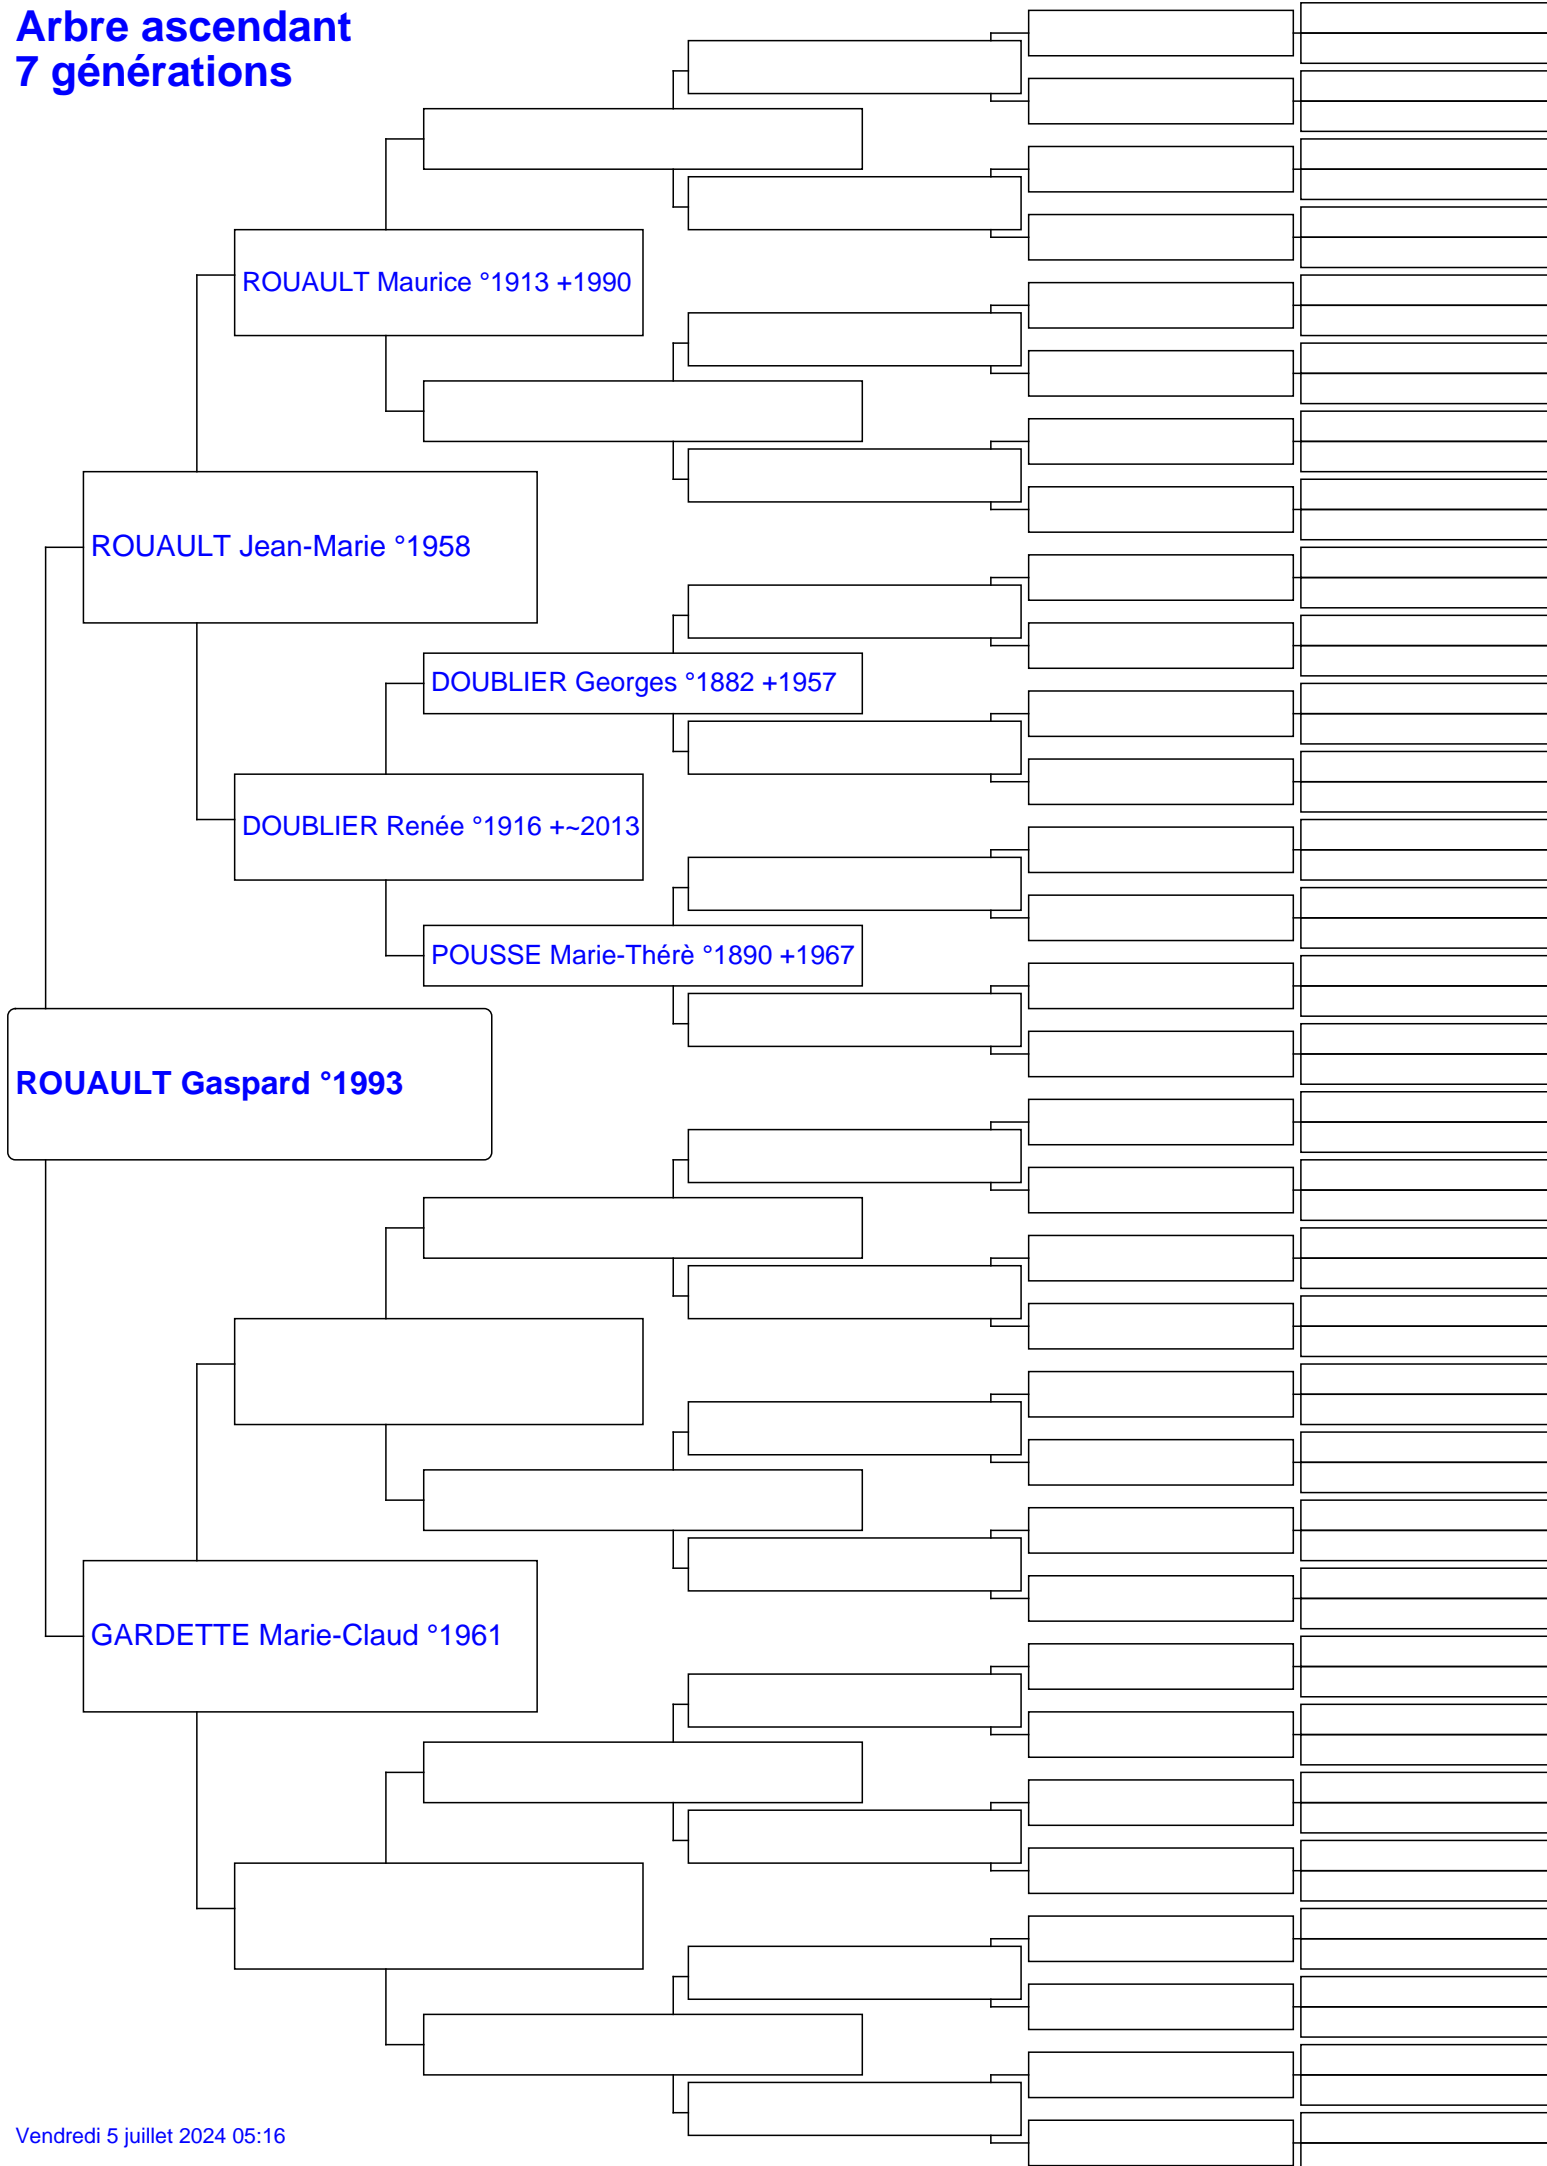 Arbre ascendant
7 générations
ROUAULT Maurice °1913 +1990
ROUAULT Jean-Marie °1958
DOUBLIER Georges °1882 +1957
DOUBLIER Renée °1916 +~2013
POUSSE Marie-Thérè °1890 +1967
ROUAULT Gaspard °1993
GARDETTE Marie-Claud °1961
Vendredi 5 juillet 2024 05:16